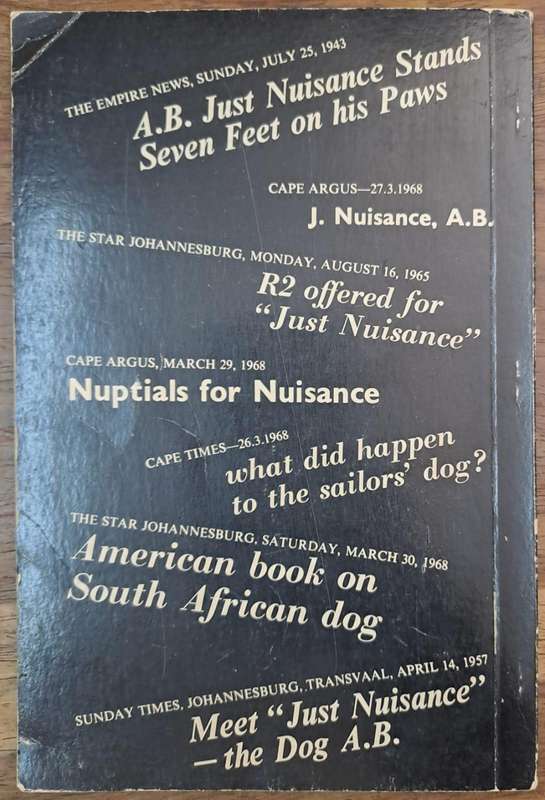 THE EMPIRE NEWS, SUNDAY, JULY 25, 1943
A.B. Just Nuisance Stands
Seven Feet on his Paws
CAPE ARGUS—27.3.1968
J. Nuisance, A.B.
THE STAR JOHANNESBURG, MONDAY, AUGUST 16, 1965
R2 offered for
“Just Nuisance”
CAPE ARGUS, MARCH 29, 1968
Nuptials for Nuisance
CAPE TIMES—26.3.1968
what did happen
to the sailors’ dog?
THE STAR JOHANNESBURG, SATURDAY, MARCH 30, 1968
American book on
South African dog
SUNDAY TIMES, JOHANNESBURG, TRANSVAAL, APRIL 14, 1957
Meet “Just Nuisance”
—the Dog A.B.